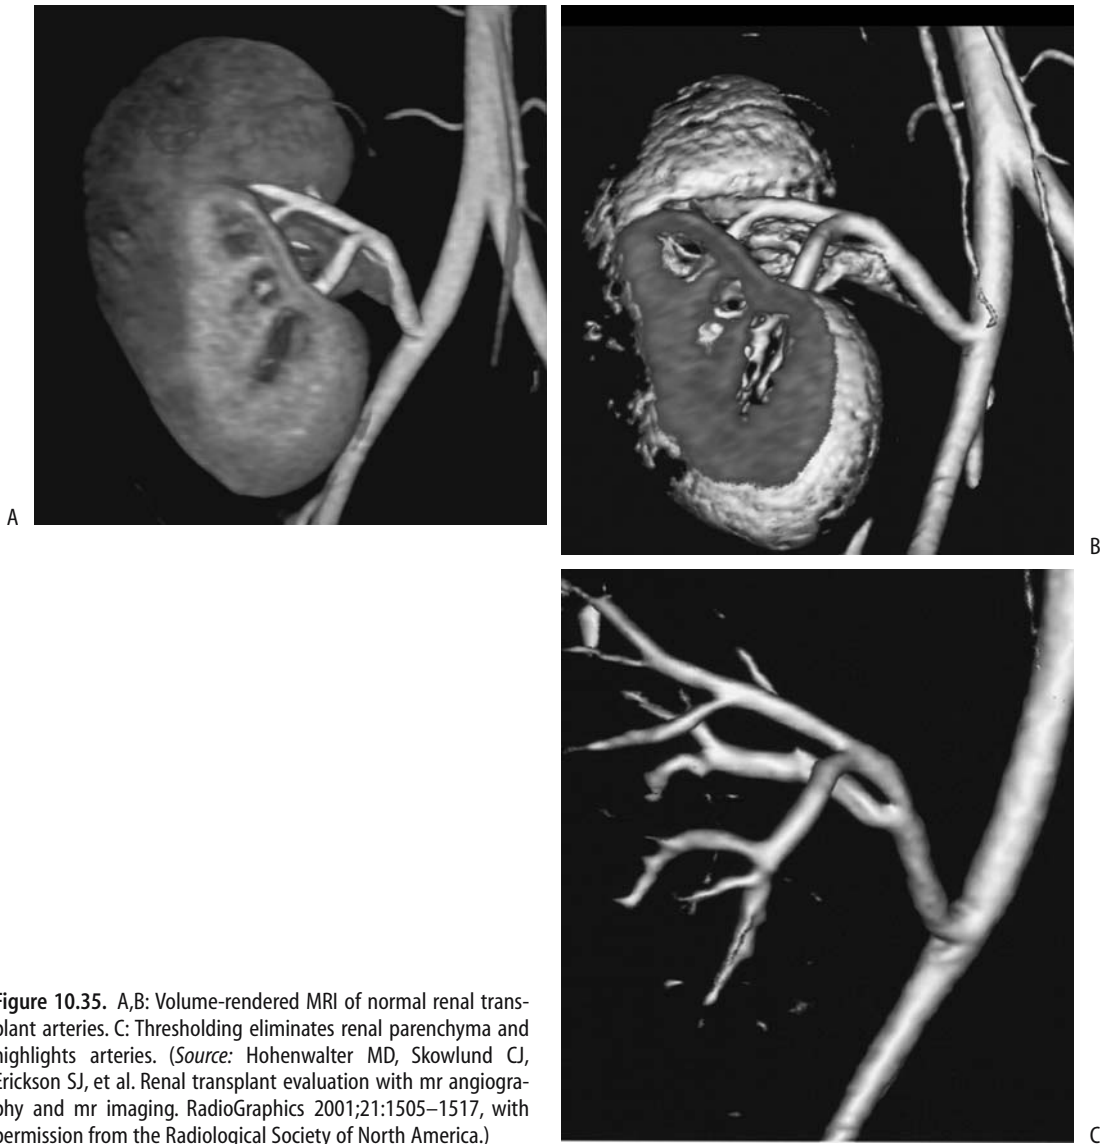 A
B
C
Figure 10.35. A,B: Volume-rendered MRI of normal renal trans-
plant arteries. C: Thresholding eliminates renal parenchyma and
highlights arteries. (Source: Hohenwalter MD, Skowlund CJ,
Erickson SJ, et al. Renal transplant evaluation with mr angiogra-
phy and mr imaging. RadioGraphics 2001;21:1505–1517, with
permission from the Radiological Society of North America.)